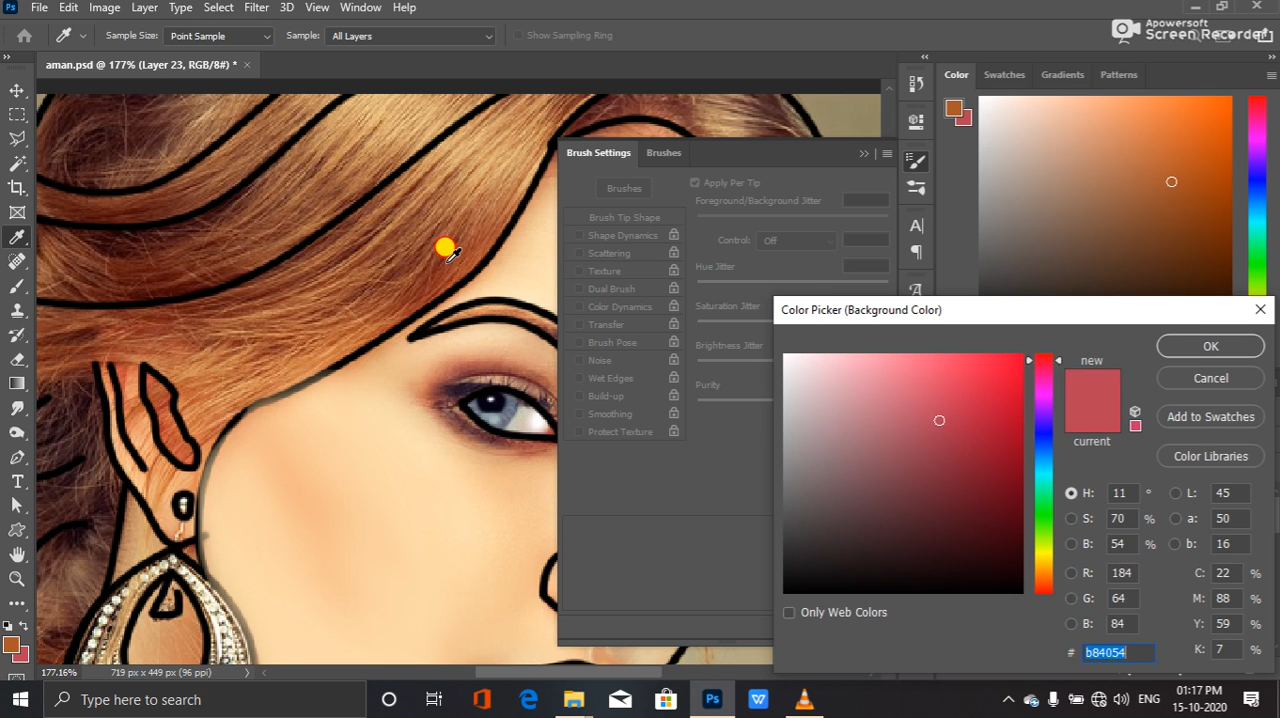 Ps File Edit Image Layer Type Select Filter 3D View Window Help
Apowersoft
Screen Recorder
Sample Size: Point Sample Sample: All Layers Show Sampling Ring
aman.psd @ 177% (Layer 23, RGB/8#) * ×
Color Swatches Gradients Patterns
Brush Settings Brushes
Brushes
Apply Per Tip
Foreground/Background Jitter
Brush Tip Shape
Shape Dynamics
Control: Off
Scattering
Texture
Hue Jitter
Dual Brush
Color Dynamics
Saturation Jitter
Transfer
Brush Pose
Brightness Jitter
Noise
Wet Edges
Purity
Build-up
Smoothing
Protect Texture
Color Picker (Background Color)
OK
new
Cancel
Add to Swatches
current
Color Libraries
H: 11 ° L: 45
S: 70 % a: 50
B: 54 % b: 16
R: 184 C: 22 %
G: 64 M: 88 %
B: 84 Y: 59 %
# b84054 K: 7 %
Only Web Colors
177.16% 719 px x 449 px (96 ppi)
Type here to search
Ps
ENG
01:17 PM
15-10-2020